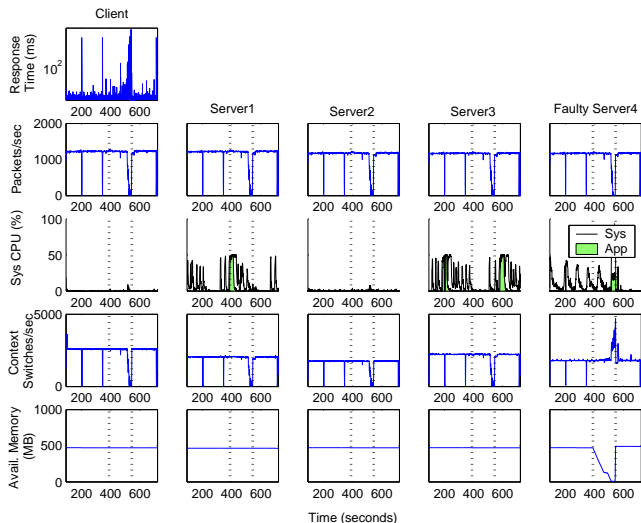 Client
Response
Time (ms)
10²
200 400 600
Server1
Server2
Server3
Faulty Server4
Packets/sec
2000
1000
0
200 400 600
200 400 600
200 400 600
200 400 600
200 400 600
Sys CPU (%)
100
50
0
Sys
App
200 400 600
200 400 600
200 400 600
200 400 600
200 400 600
Context
Switches/sec
5000
0
200 400 600
200 400 600
200 400 600
200 400 600
200 400 600
Avail. Memory
(MB)
1000
500
0
200 400 600
200 400 600
200 400 600
200 400 600
200 400 600
Time (seconds)